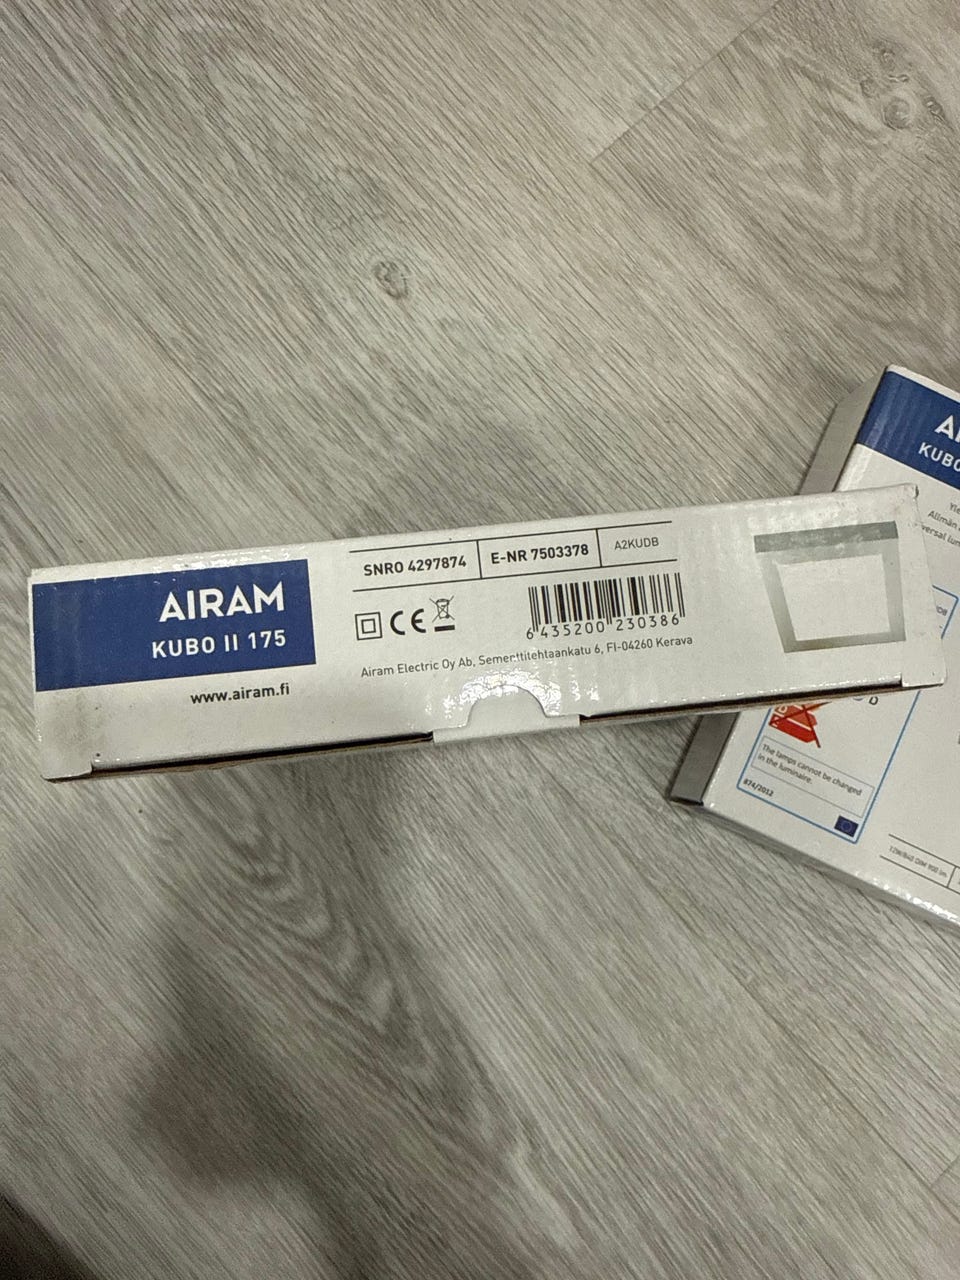 AIRAM
KUBO II 175
www.airam.fi
SNRO 4297874
E-NR 7503378
A2KUDB
CE
6 435200 230386
Airam Electric Oy Ab, Sementtitehtaankatu 6, FI-04260 Kerava
KUBO
Allmän
The lamps cannot be changed
in the luminaire.
874/2012